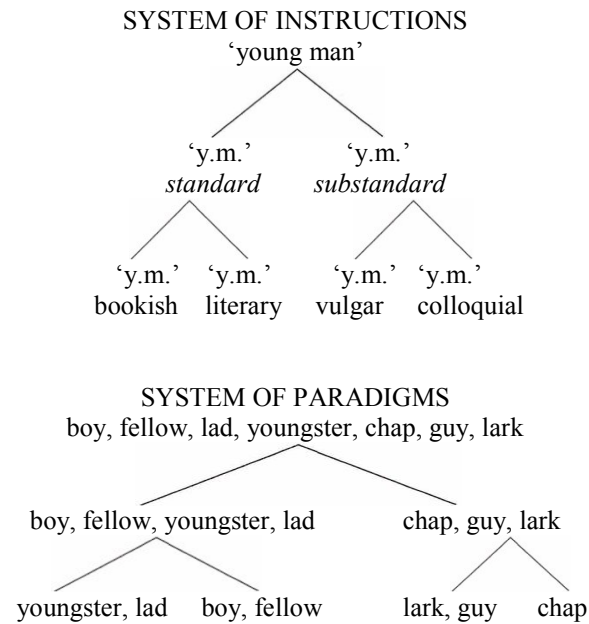 SYSTEM OF INSTRUCTIONS
‘young man’
‘y.m.’ ‘y.m.’
standard substandard
‘y.m.’ ‘y.m.’ ‘y.m.’ ‘y.m.’
bookish literary vulgar colloquial
SYSTEM OF PARADIGMS
boy, fellow, lad, youngster, chap, guy, lark
boy, fellow, youngster, lad chap, guy, lark
youngster, lad boy, fellow lark, guy chap